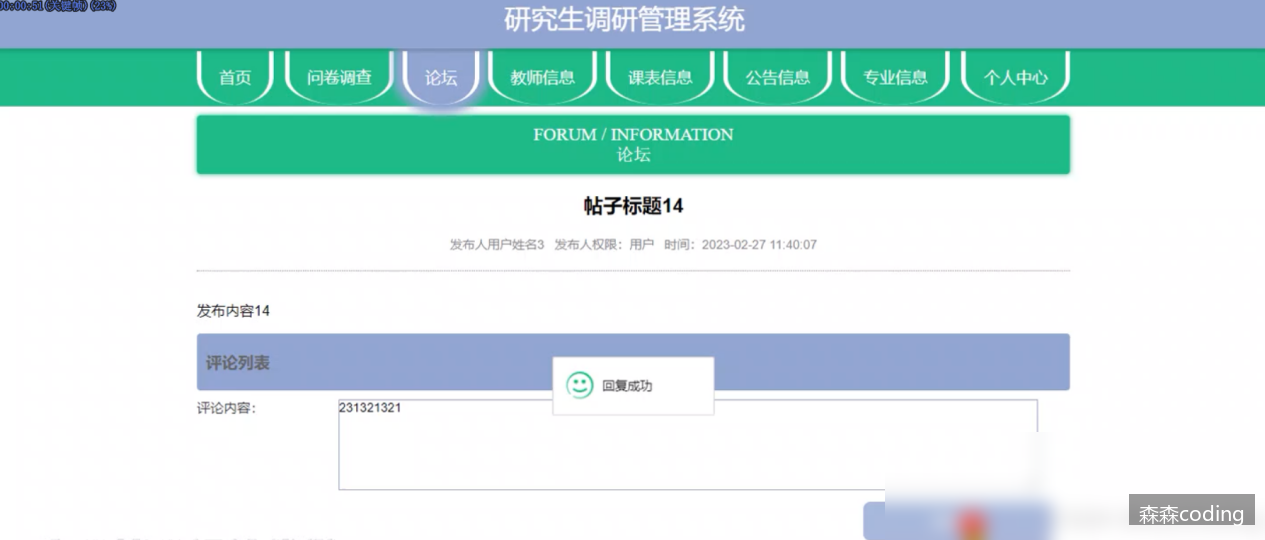 00:00:51 (关键帧) (23%)
研究生调研管理系统
首页 问卷调查 论坛 教师信息 课表信息 公告信息 专业信息 个人中心
FORUM / INFORMATION
论坛
帖子标题14
发布人用户姓名3 发布人权限：用户 时间：2023-02-27 11:40:07
发布内容14
评论列表
回复成功
评论内容：
231321321
森森coding